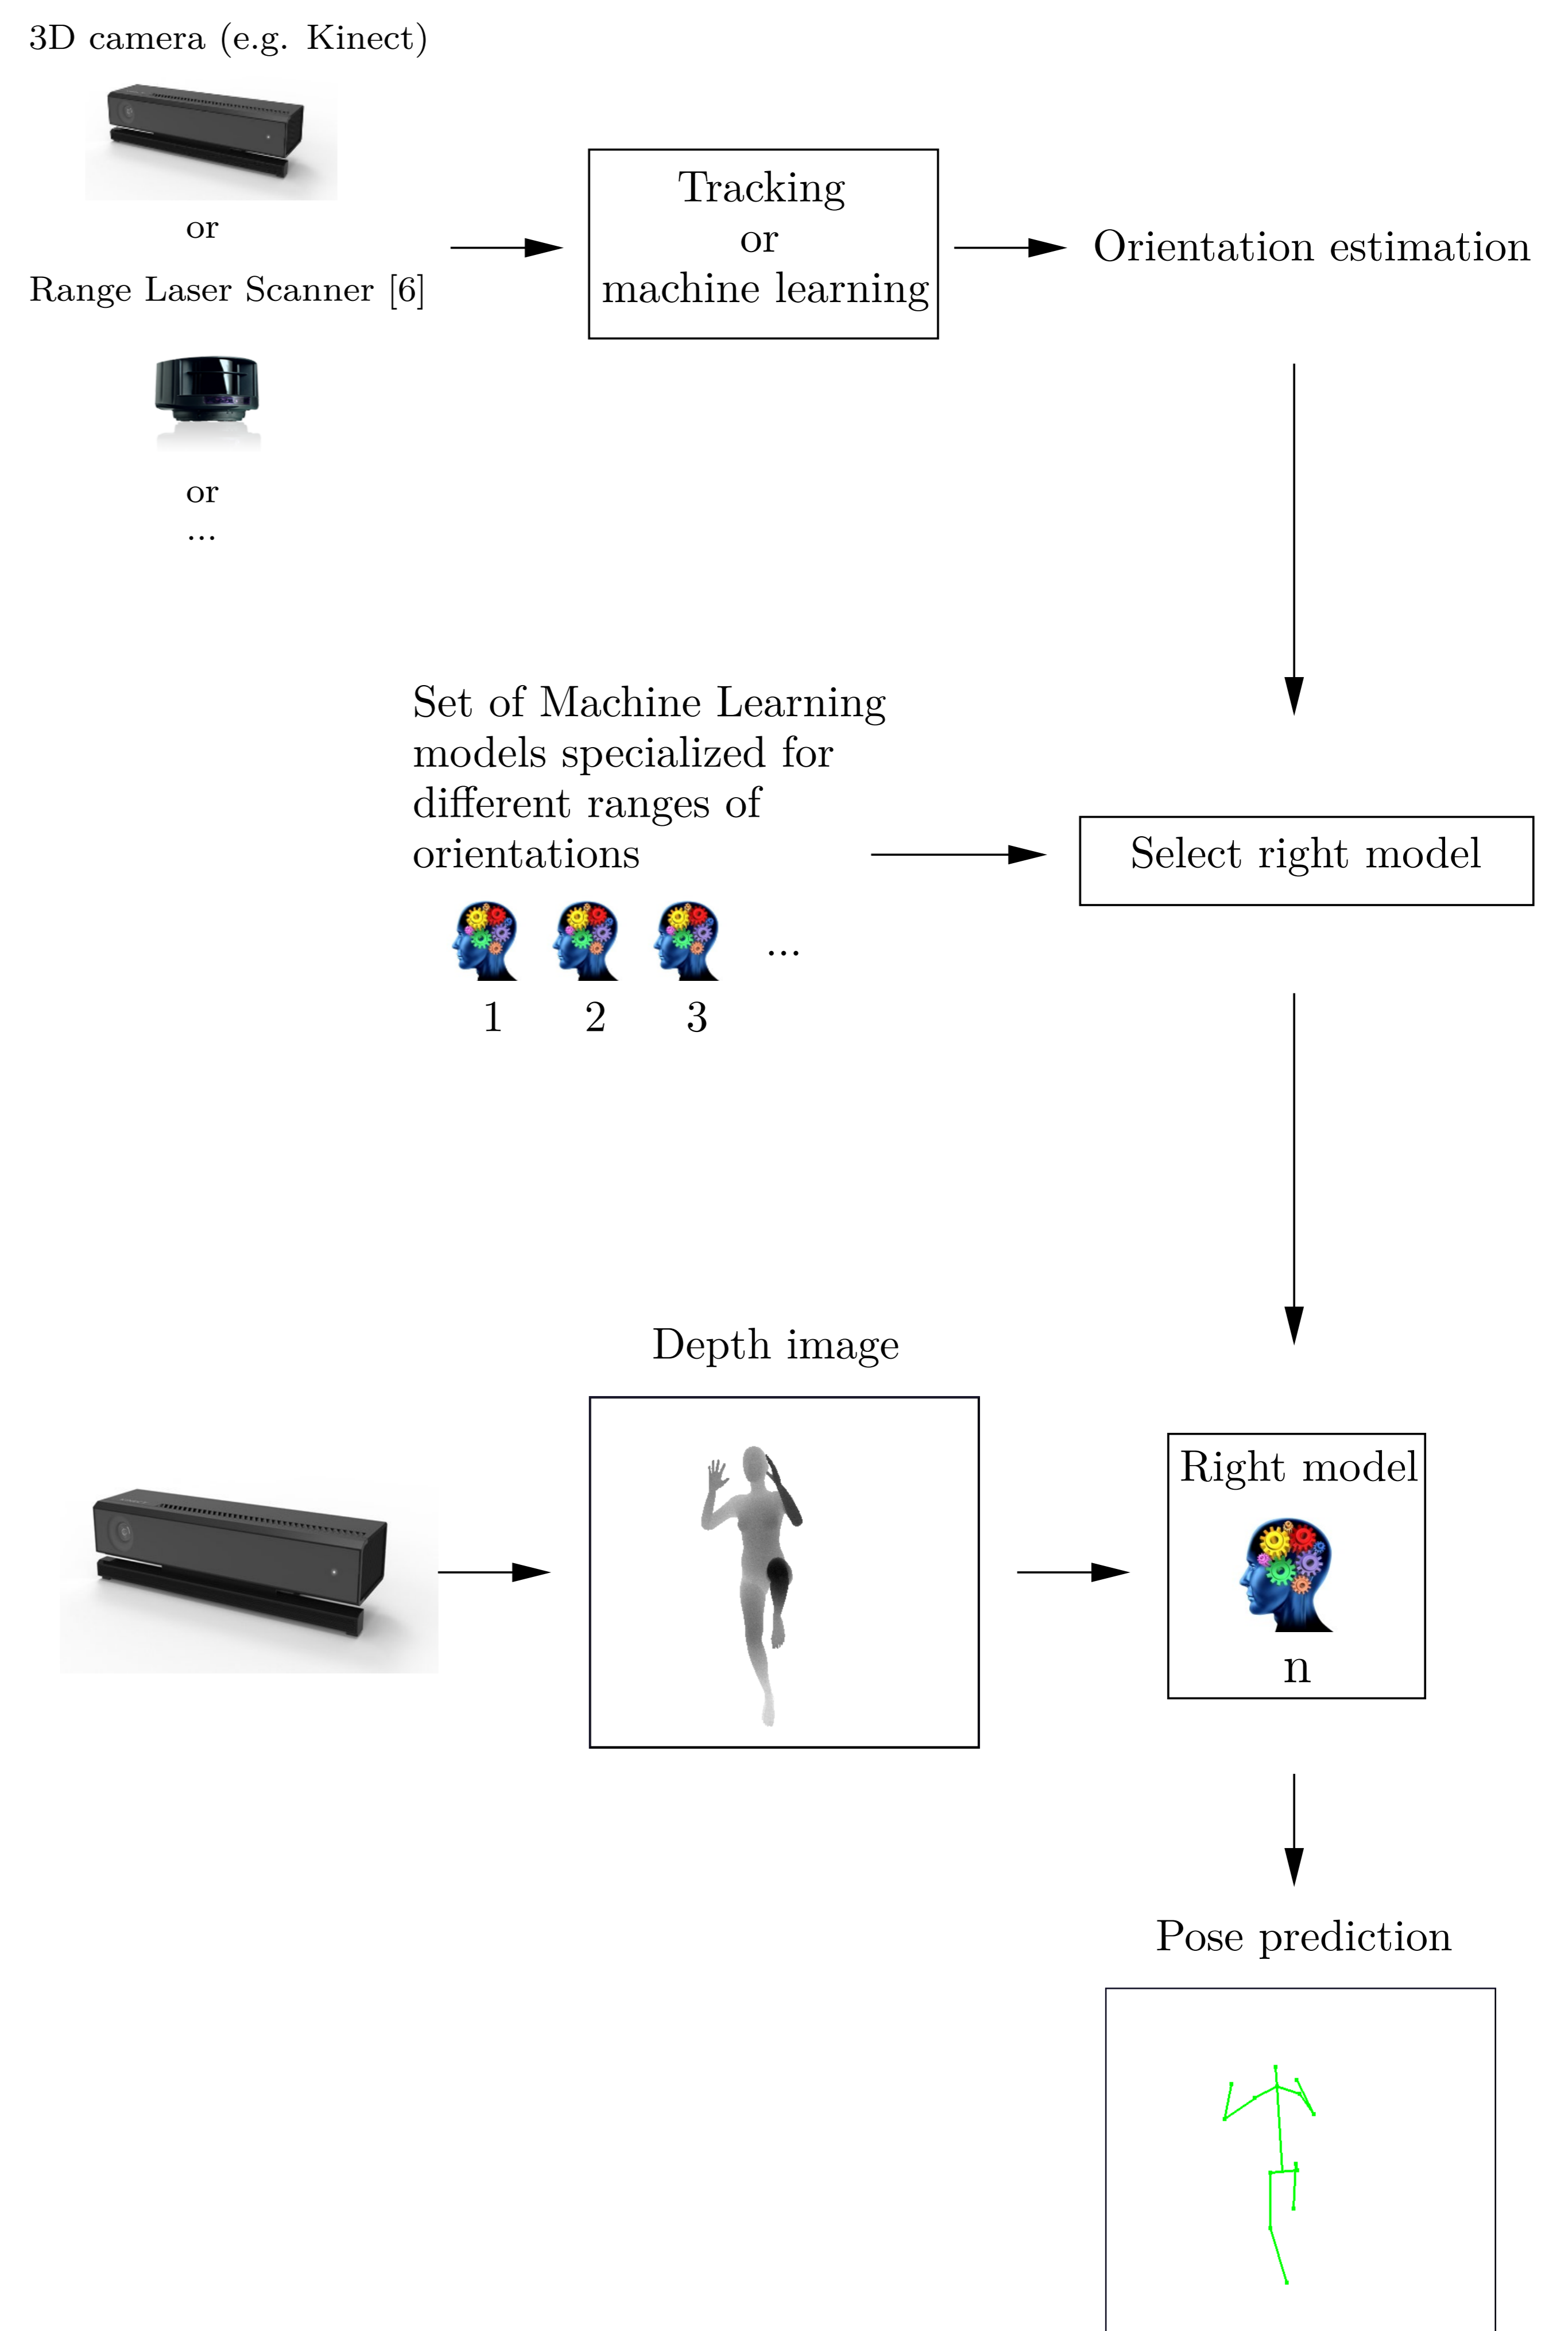 3D camera (e.g. Kinect)
or
Range Laser Scanner [6]
or
...
Tracking
or
machine learning
Orientation estimation
Set of Machine Learning
models specialized for
different ranges of
orientations
...
1 2 3
Select right model
Depth image
Right model
n
Pose prediction